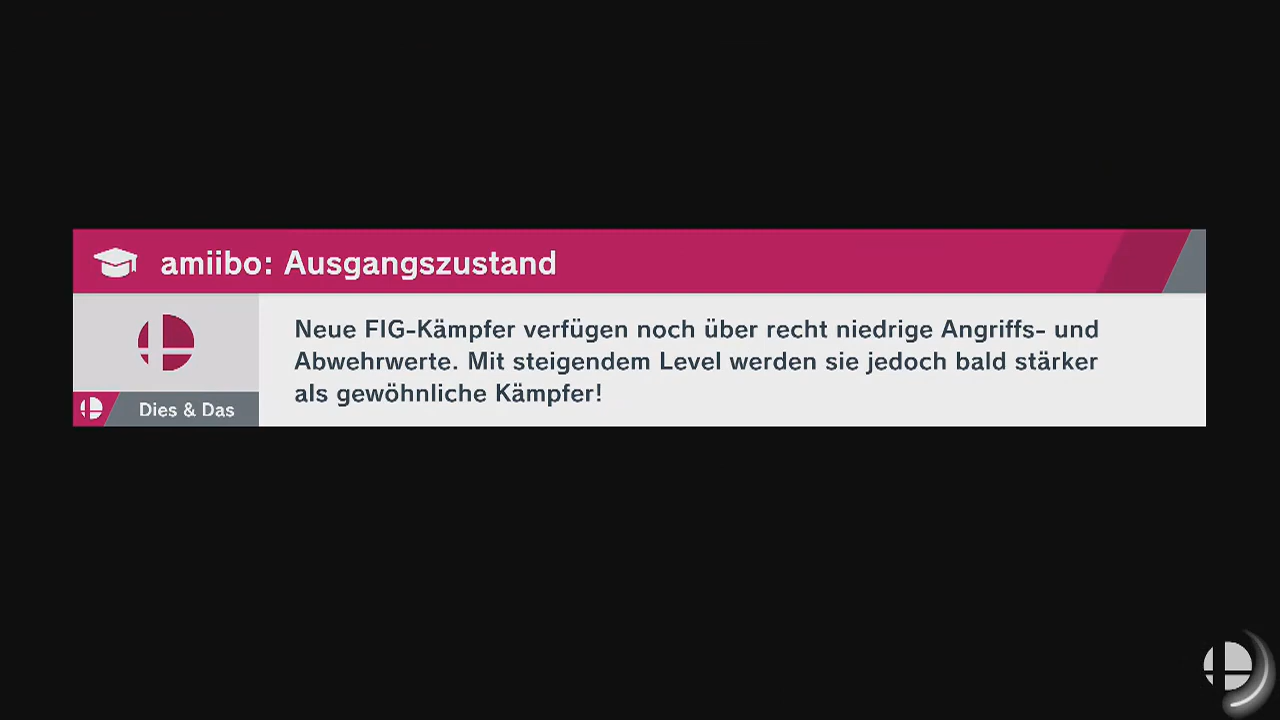 amiibo: Ausgangszustand
Neue FIG-Kämpfer verfügen noch über recht niedrige Angriffs- und
Abwehrwerte. Mit steigendem Level werden sie jedoch bald stärker
als gewöhnliche Kämpfer!
Dies & Das